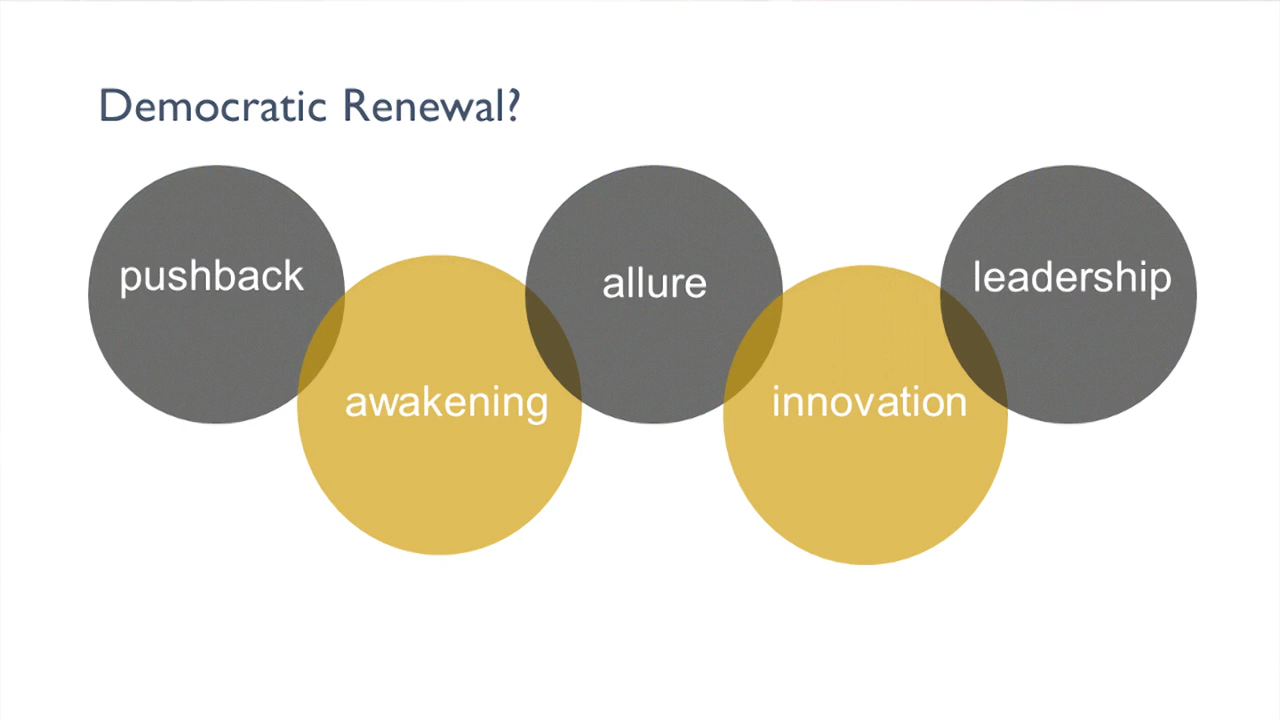 Democratic Renewal?
pushback
awakening
allure
innovation
leadership